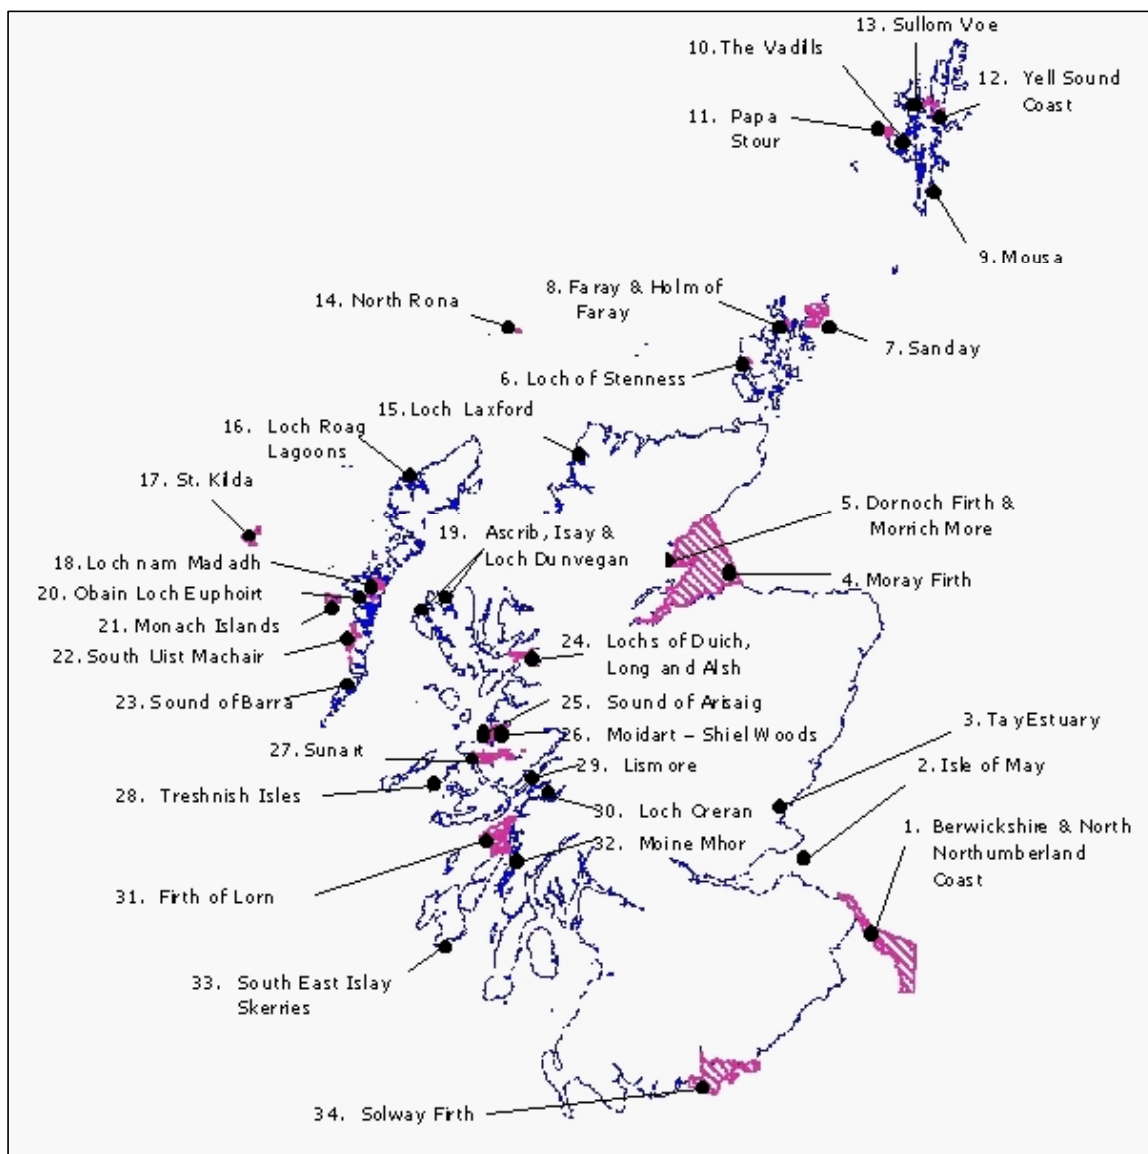 13. Sullom Voe
10. The Vadills
12. Yell Sound
Coast
11. Papa
Stour
9. Mousa
8. Faray & Holm of
Faray
14. North Rona
7. Sanday
6. Loch of Stenness
15. Loch Laxford
16. Loch Roag
Lagoons
17. St. Kilda
5. Dornoch Firth &
Morrich More
19. Ascrib, Isay &
Loch Dunvegan
18. Loch nam Madadh
4. Moray Firth
20. Obain Loch Euphoirt
21. Monach Islands
24. Lochs of Duich,
Long and Alsh
22. South Uist Machair
23. Sound of Barra
25. Sound of Arisaig
3. Tay Estuary
26. Moidart – Shiel Woods
27. Sunart
29. Lismore
2. Isle of May
28. Treshnish Isles
30. Loch Creran
1. Berwickshire & North
Northumberland
Coast
32. Moine Mhor
31. Firth of Lorn
33. South East Islay
Skerries
34. Solway Firth